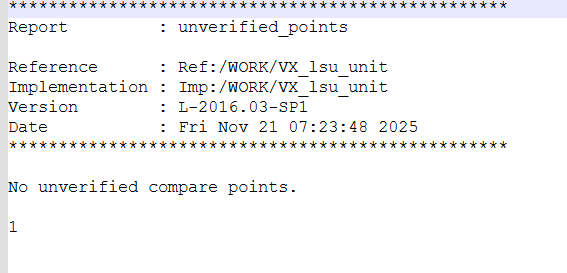 **************************************************
Report         : unverified_points
Reference      : Ref:/WORK/VX_lsu_unit
Implementation : Imp:/WORK/VX_lsu_unit
Version        : L-2016.03-SP1
Date           : Fri Nov 21 07:23:48 2025
**************************************************
No unverified compare points.
1